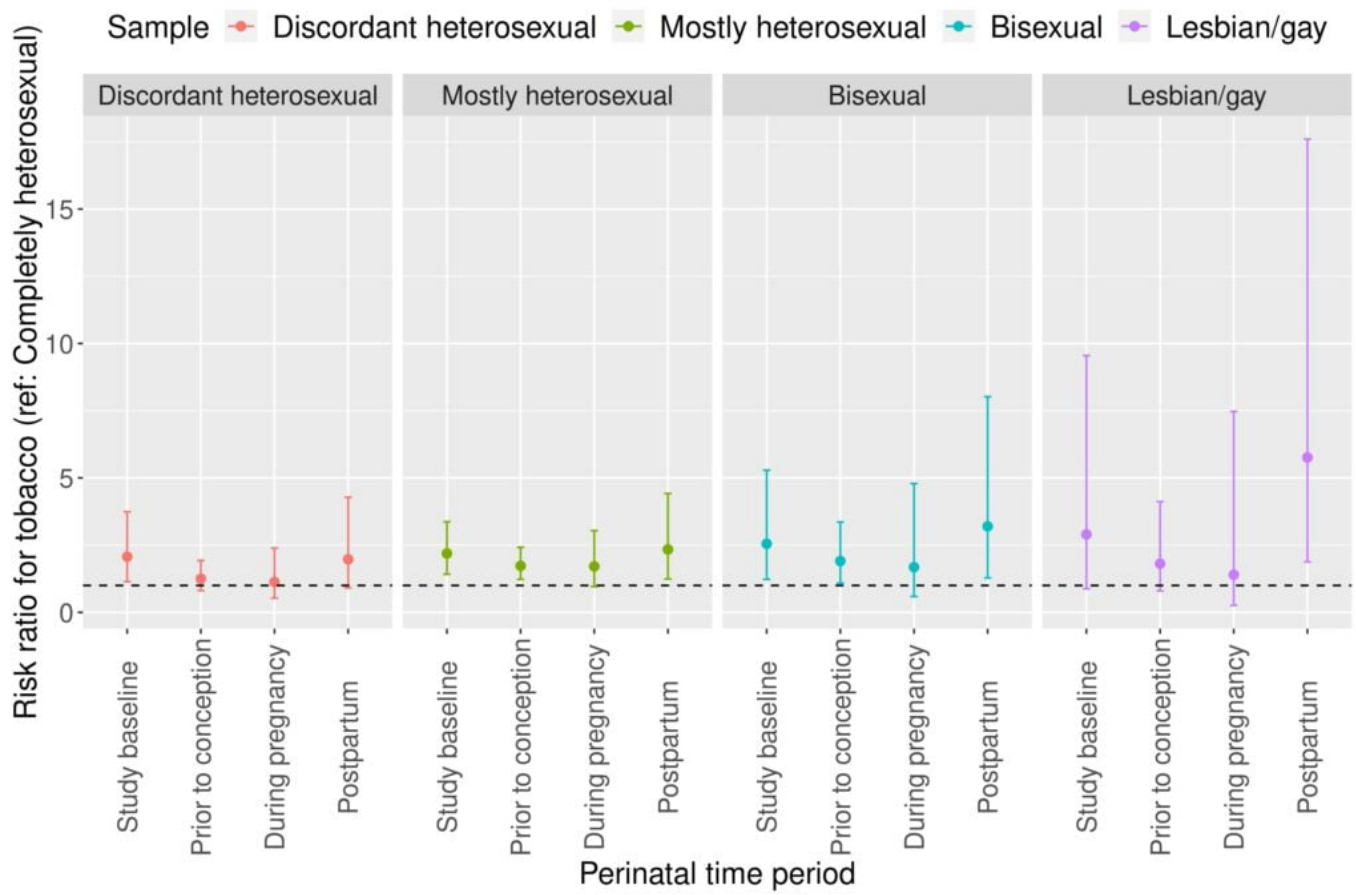 Sample Discordant heterosexual Mostly heterosexual Bisexual Lesbian/gay
Discordant heterosexual Mostly heterosexual Bisexual Lesbian/gay
Risk ratio for tobacco (ref: Completely heterosexual)
15
10
5
0
Study baseline
Prior to conception
During pregnancy
Postpartum
Study baseline
Prior to conception
During pregnancy
Postpartum
Study baseline
Prior to conception
During pregnancy
Postpartum
Study baseline
Prior to conception
During pregnancy
Postpartum
Perinatal time period